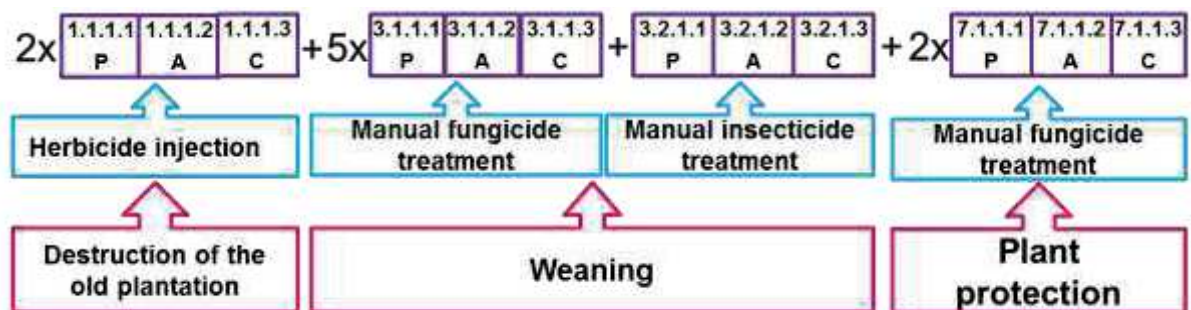 2x 1.1.1.1 P 1.1.1.2 A 1.1.1.3 C +5x 3.1.1.1 P 3.1.1.2 A 3.1.1.3 C + 3.2.1.1 P 3.2.1.2 A 3.2.1.3 C + 2x 7.1.1.1 P 7.1.1.2 A 7.1.1.3 C
Herbicide injection
Manual fungicide
treatment
Manual insecticide
treatment
Manual fungicide
treatment
Destruction of the
old plantation
Weaning
Plant
protection